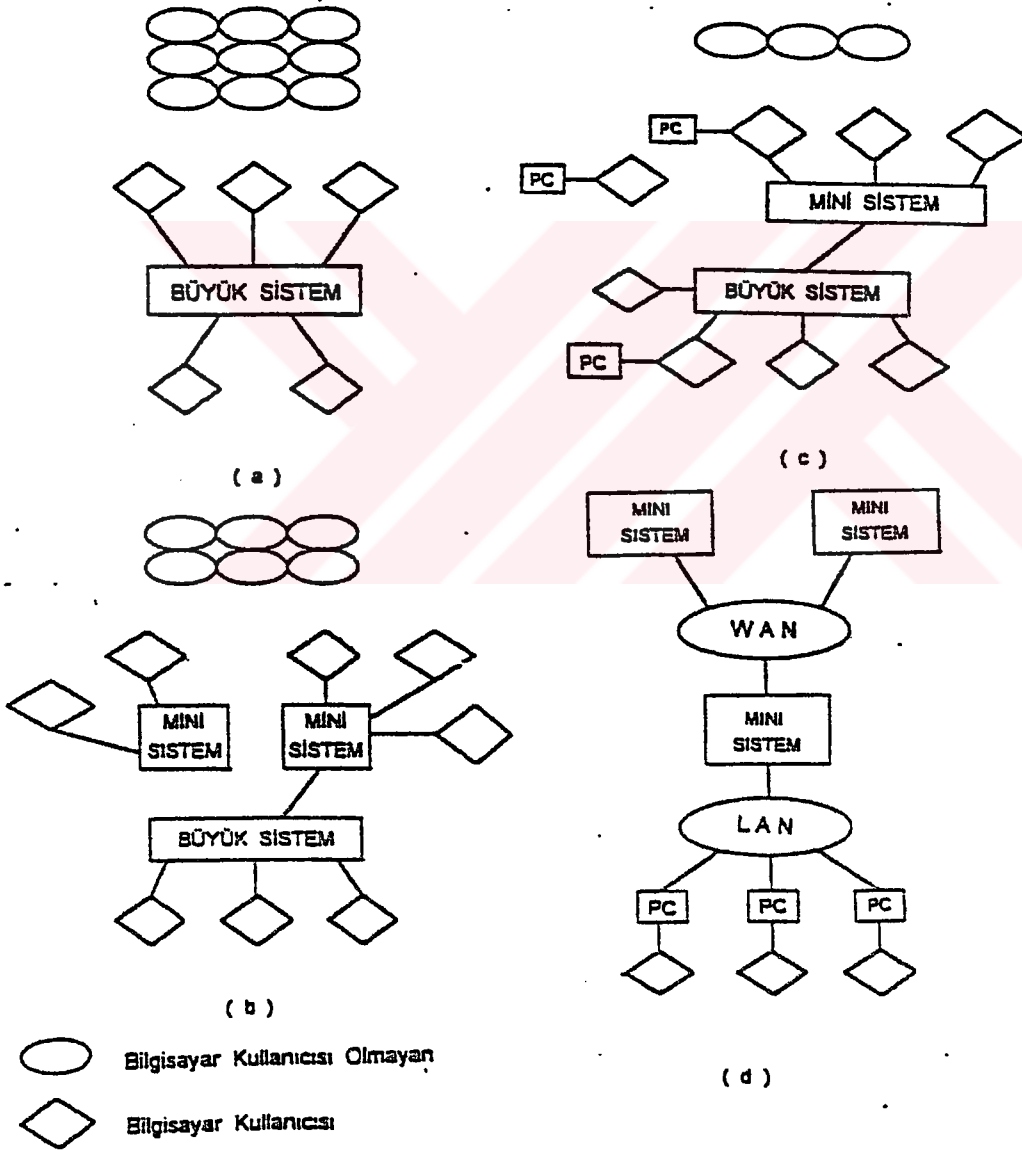 BÜYÜK SİSTEM
( a )
PC
PC
MİNİ SİSTEM
BÜYÜK SİSTEM
PC
( c )
MİNİ
SISTEM
MİNİ
SİSTEM
BÜYÜK SİSTEM
( b )
MINI
SISTEM
MINI
SISTEM
WAN
MINI
SISTEM
LAN
PC
PC
PC
( d )
Bilgisayar Kullanıcısı Olmayan
Bilgisayar Kullanıcısı